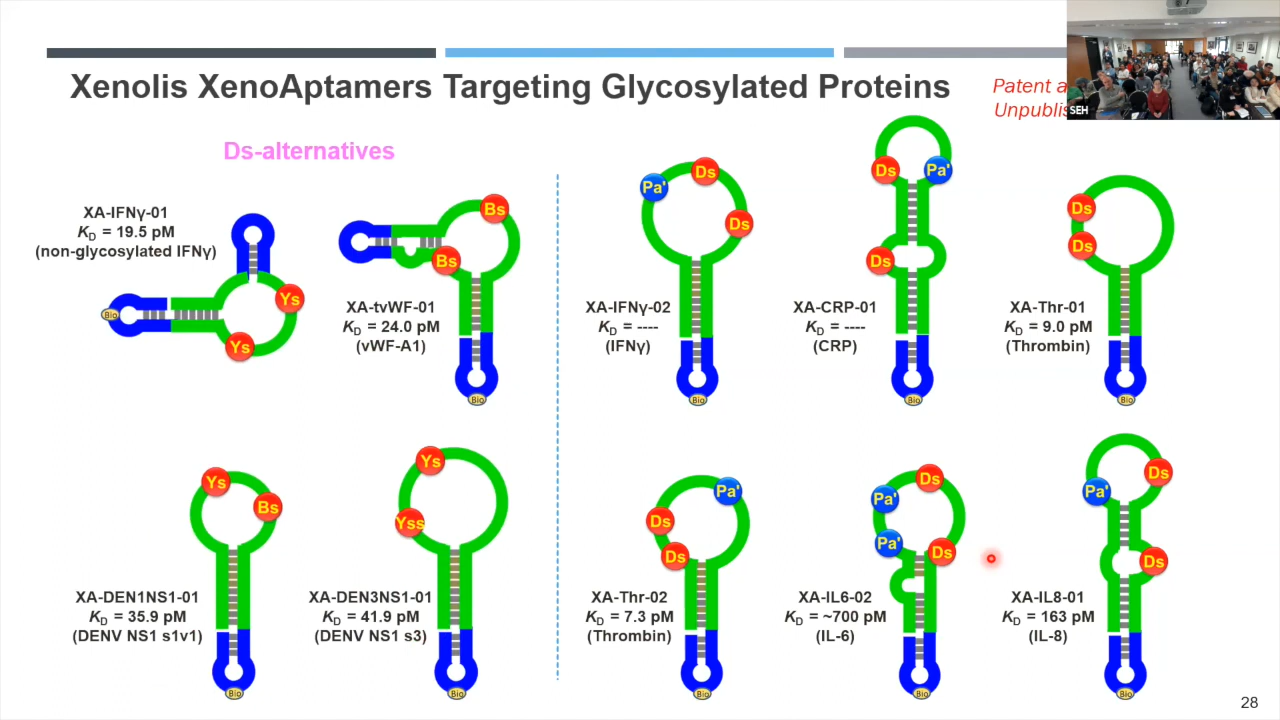 Xenolis XenoAptamers Targeting Glycosylated Proteins
Patent a
Unpublis
SEH
Ds-alternatives
XA-IFNγ-01
KD = 19.5 pM
(non-glycosylated IFNγ)
Bio
Ys
Ys
XA-tvWF-01
KD = 24.0 pM
(vWF-A1)
Bs
Bs
Bio
XA-IFNγ-02
KD = ----
(IFNγ)
Pa'
Ds
Ds
Bio
XA-CRP-01
KD = ----
(CRP)
Ds
Pa'
Ds
Bio
XA-Thr-01
KD = 9.0 pM
(Thrombin)
Ds
Ds
Bio
XA-DEN1NS1-01
KD = 35.9 pM
(DENV NS1 s1v1)
Ys
Bs
Bio
XA-DEN3NS1-01
KD = 41.9 pM
(DENV NS1 s3)
Ys
Yss
Bio
XA-Thr-02
KD = 7.3 pM
(Thrombin)
Pa'
Ds
Ds
Bio
XA-IL6-02
KD = ~700 pM
(IL-6)
Ds
Pa'
Pa'
Ds
Bio
XA-IL8-01
KD = 163 pM
(IL-8)
Ds
Pa'
Ds
Bio
28